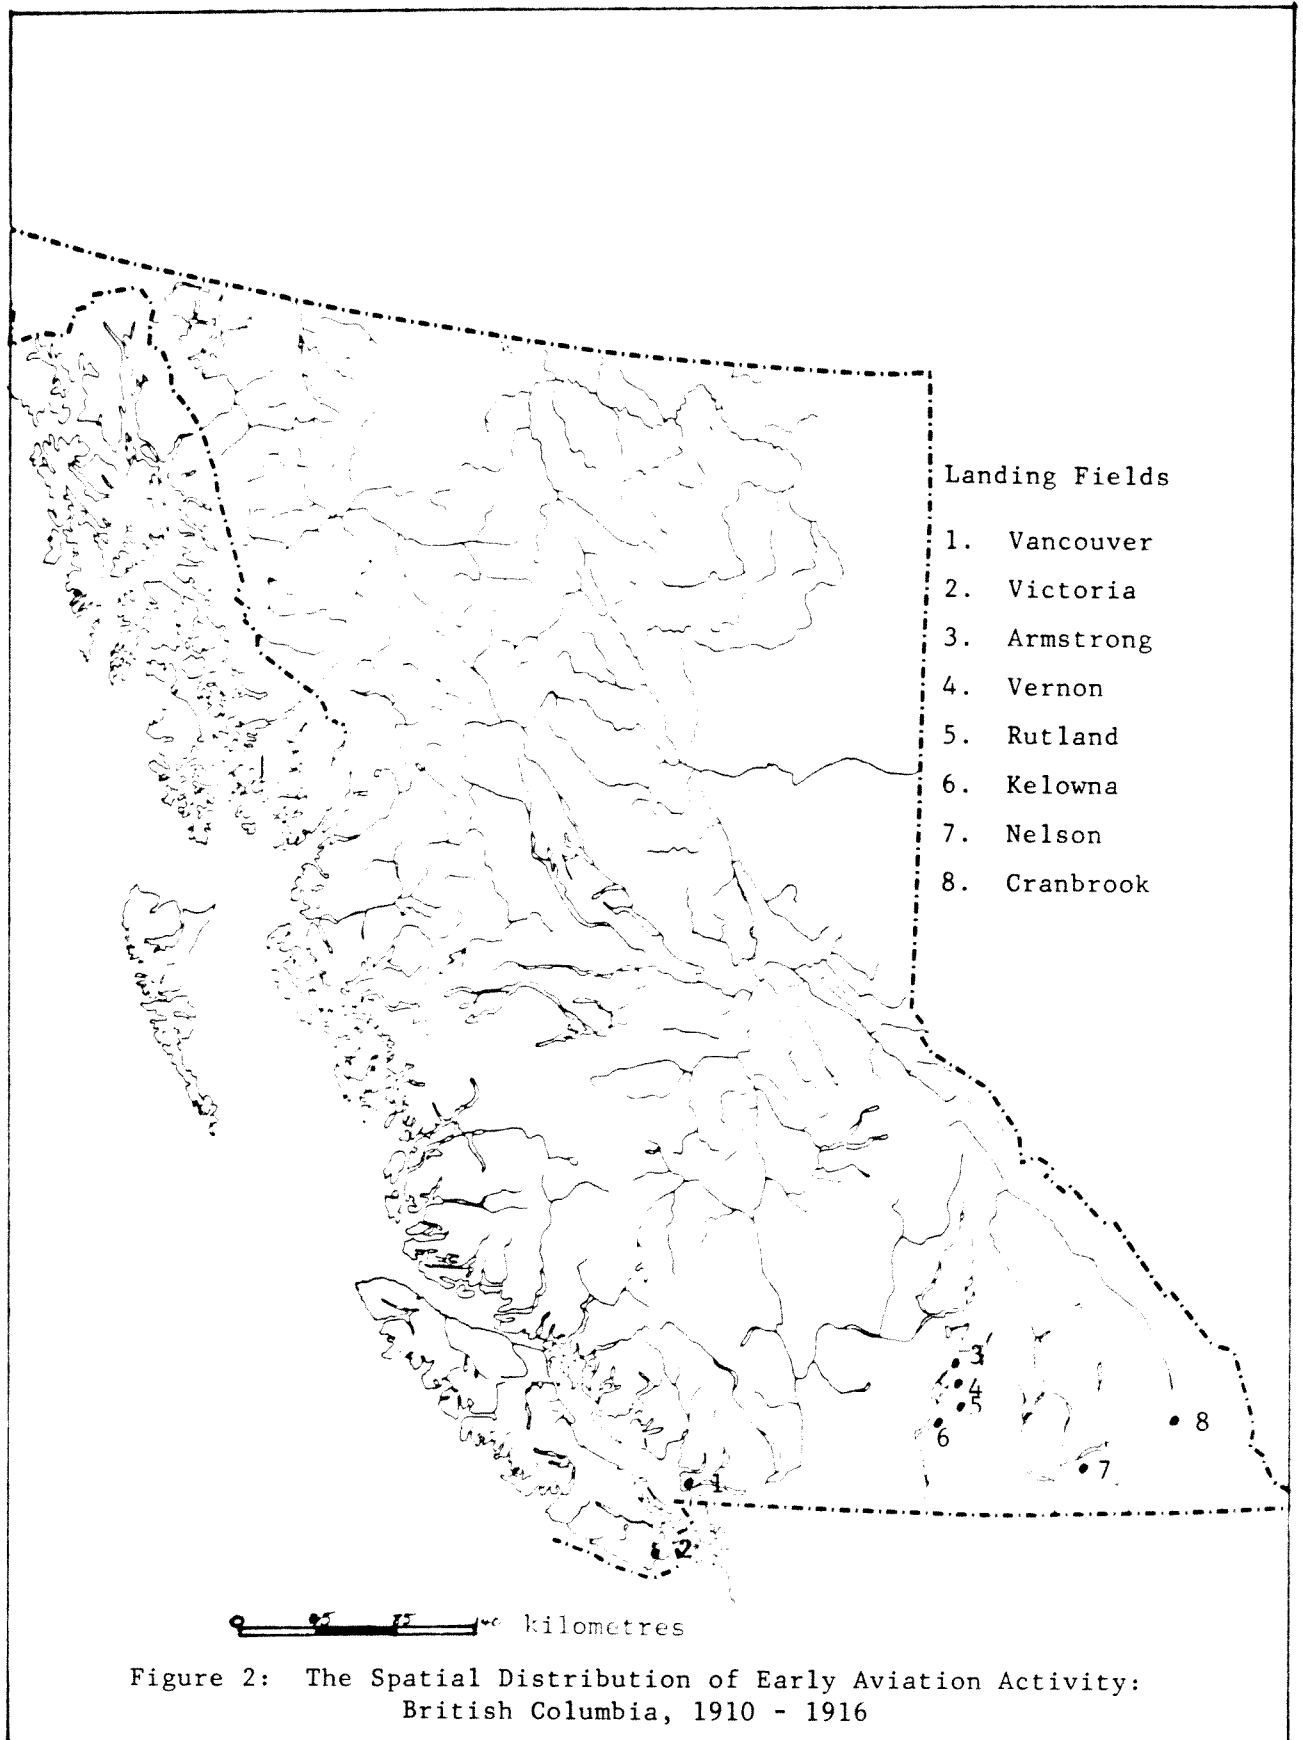 Landing Fields
1. Vancouver
2. Victoria
3. Armstrong
4. Vernon
5. Rutland
6. Kelowna
7. Nelson
8. Cranbrook
3
4
5
6
8
7
1
2
0 kilometres
Figure 2: The Spatial Distribution of Early Aviation Activity:
British Columbia, 1910 - 1916